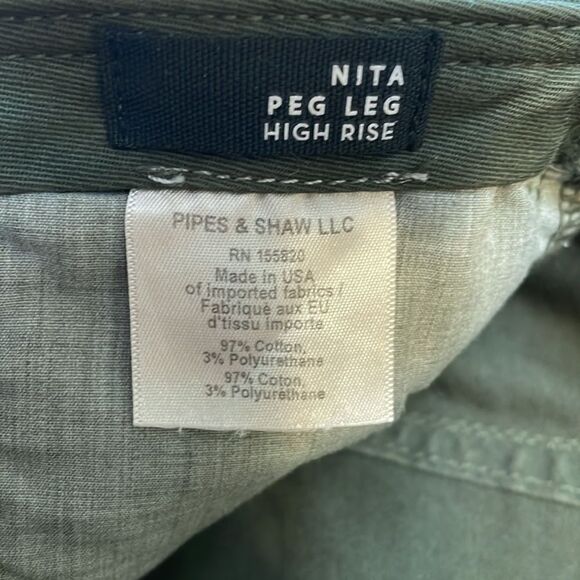 NITA
PEG LEG
HIGH RISE
PIPES & SHAW LLC
RN 155820
Made in USA
of imported fabrics /
Fabriqué aux EU
d'tissu importe
97% Cotton,
3% Polyurethane
97% Coton,
3% Polyuréthane